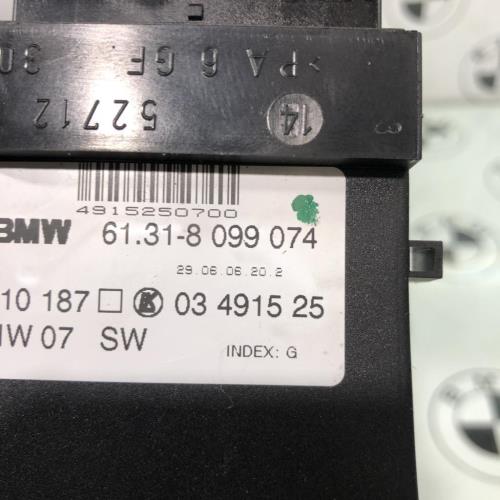 >PA 6 GF 30
52712 14 3
4915250700
BMW 61.31-8 099 074
29.06.06.20.2
10 187 K 03 4915 25
W 07 SW
INDEX: G